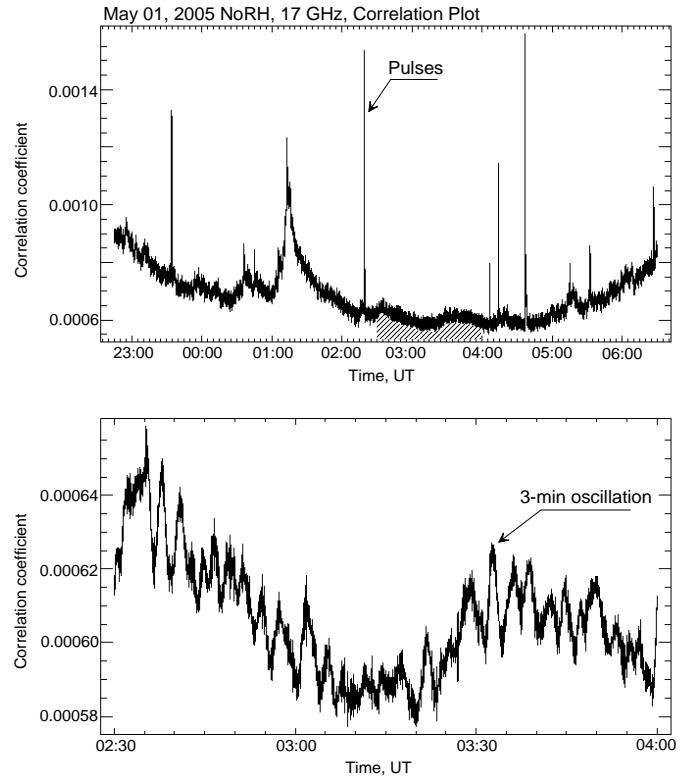 May 01, 2005 NoRH, 17 GHz, Correlation Plot
Pulses
0.0014
0.0010
0.0006
Correlation coefficient
23:00 00:00 01:00 02:00 03:00 04:00 05:00 06:00
Time, UT
3-min oscillation
0.00064
0.00062
0.00060
0.00058
Correlation coefficient
02:30 03:00 03:30 04:00
Time, UT